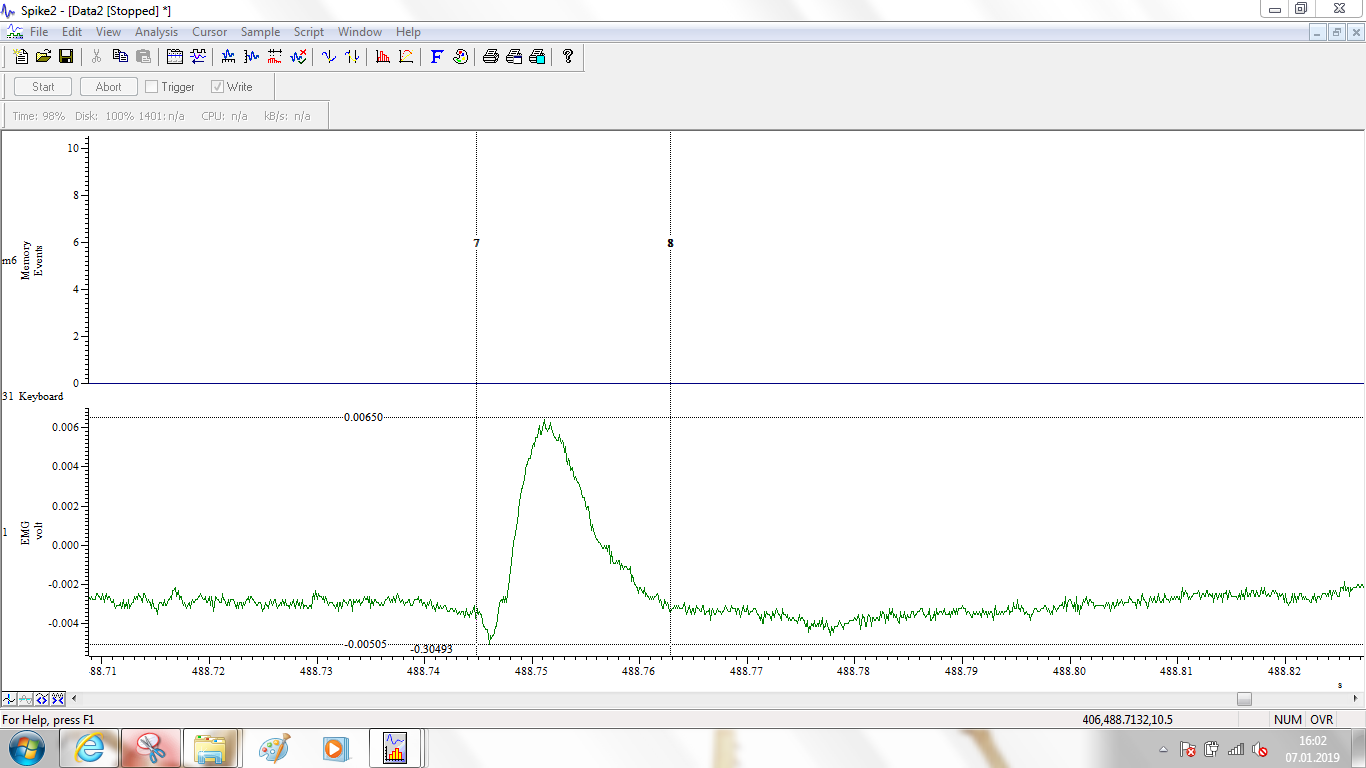 Spike2 - [Data2 [Stopped] *]
File Edit View Analysis Cursor Sample Script Window Help
F
?
Start Abort Trigger Write
Time: 98% Disk: 100% 1401: n/a CPU: n/a kB/s: n/a
10
8
6
4
2
0
m6
Memory
Events
7 8
31 Keyboard
0.00650
0.006
0.004
0.002
0.000
-0.002
-0.004
1
EMG
volt
-0.00505
-0.30493
·88.71 488.72 488.73 488.74 488.75 488.76 488.77 488.78 488.79 488.80 488.81 488.82
s
For Help, press F1 406,488.7132,10.5 NUM OVR
16:02
07.01.2019